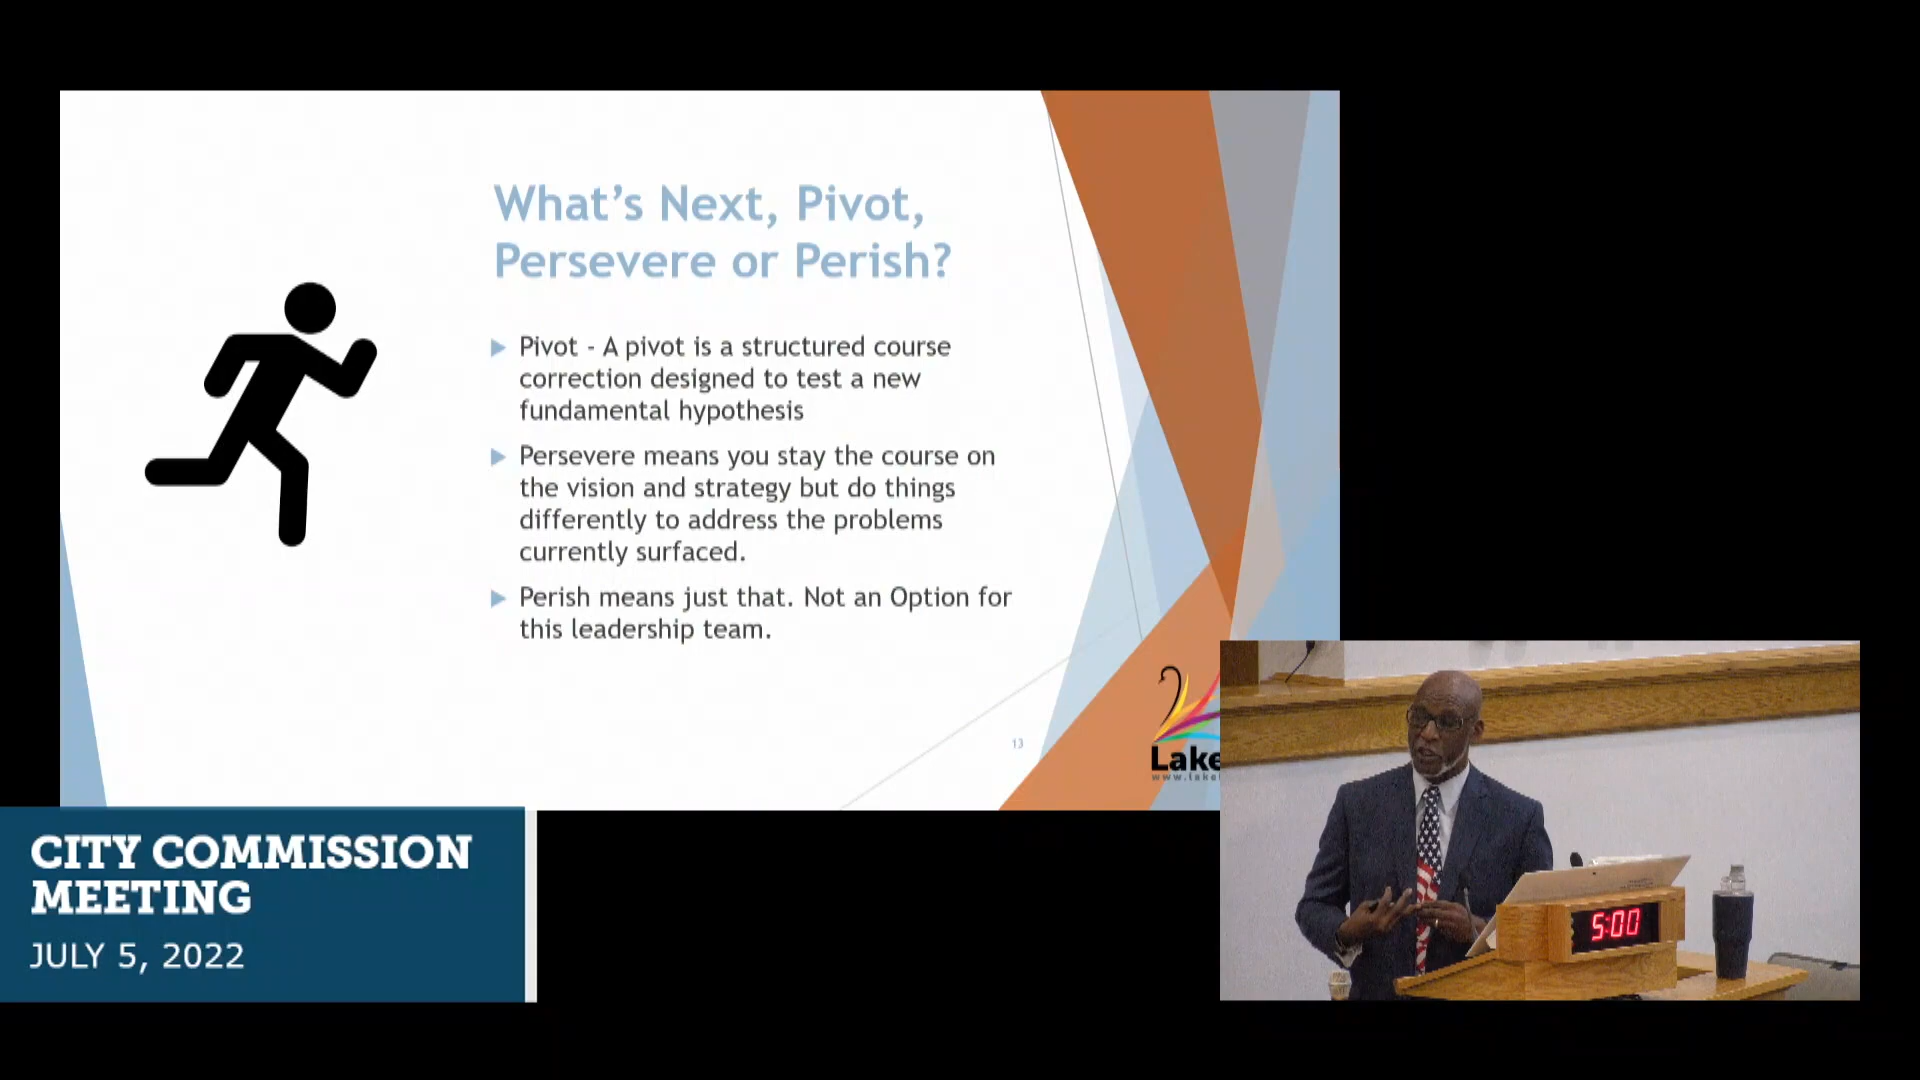 What’s Next, Pivot,
Persevere or Perish?
Pivot - A pivot is a structured course
correction designed to test a new
fundamental hypothesis
Persevere means you stay the course on
the vision and strategy but do things
differently to address the problems
currently surfaced.
Perish means just that. Not an Option for
this leadership team.
13
Lake
CITY COMMISSION
MEETING
JULY 5, 2022
5:00